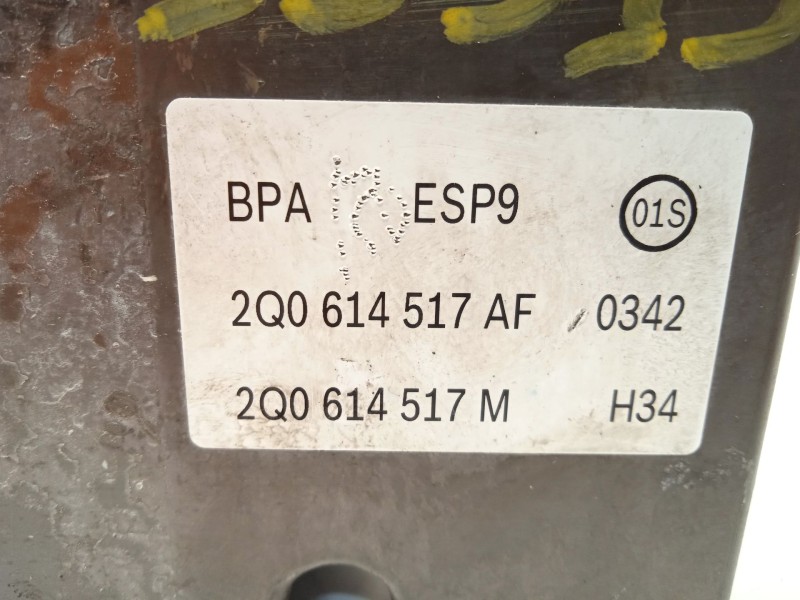 BPA ESP9 01S
2Q0 614 517 AF 0342
2Q0 614 517 M H34